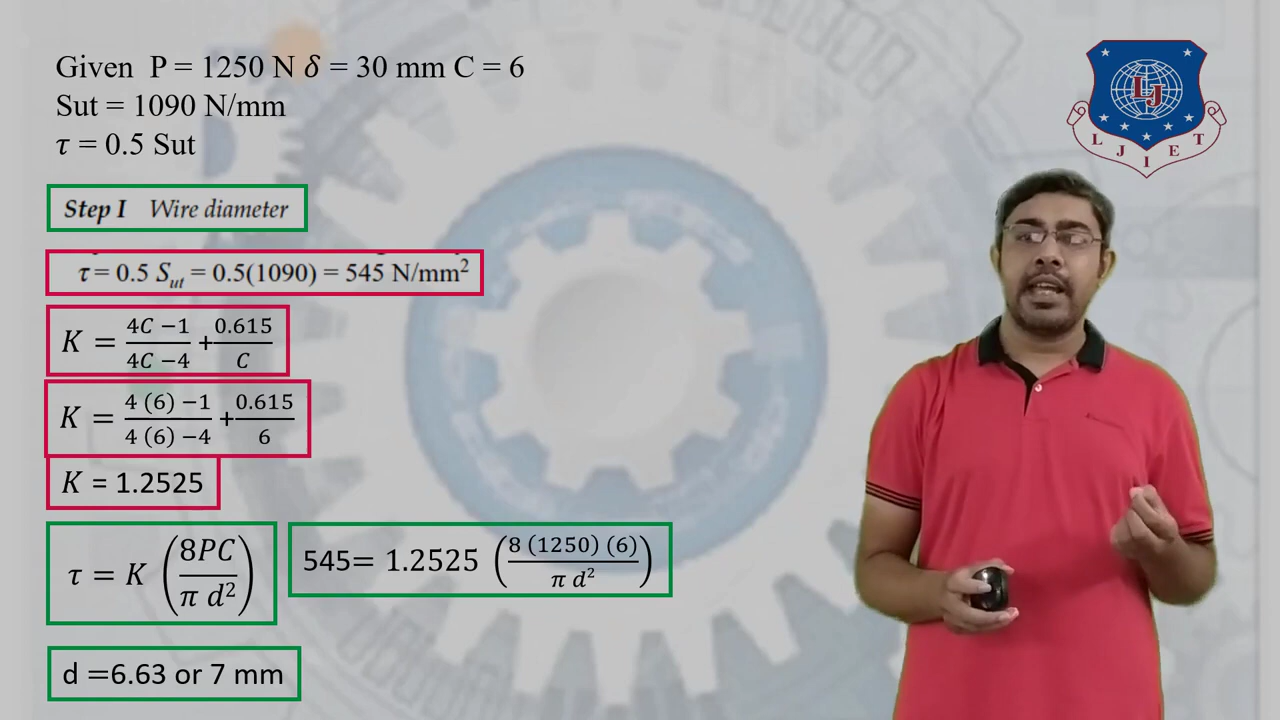 Given P = 1250 N δ = 30 mm C = 6
Sut = 1090 N/mm
τ = 0.5 Sut
Step I Wire diameter
τ = 0.5 S_ut = 0.5(1090) = 545 N/mm²
K = (4C −1)/(4C −4) + 0.615/C
K = (4 (6) −1)/(4 (6) −4) + 0.615/6
K = 1.2525
τ = K (8PC/π d²)
545= 1.2525 (8 (1250) (6)/π d²)
d =6.63 or 7 mm
LJ
L J I E T